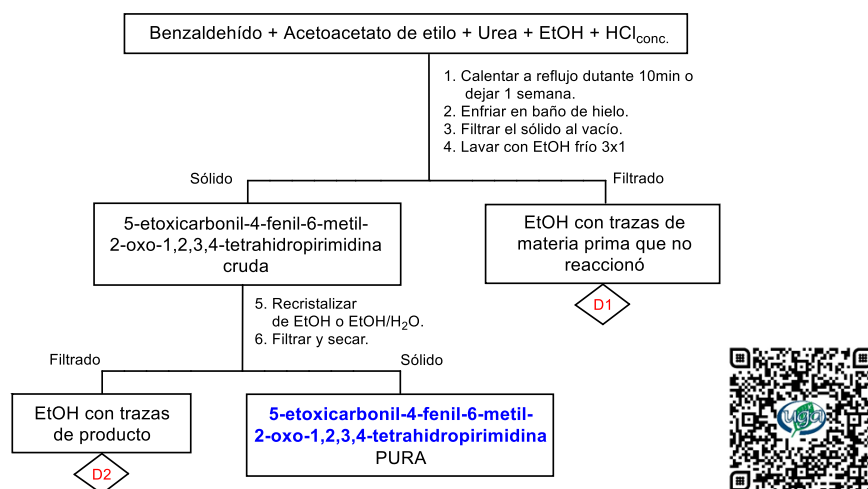 Benzaldehído + Acetoacetato de etilo + Urea + EtOH + HClconc.
1. Calentar a reflujo dutante 10min o
dejar 1 semana.
2. Enfriar en baño de hielo.
3. Filtrar el sólido al vacío.
4. Lavar con EtOH frío 3x1
Sólido
Filtrado
5-etoxicarbonil-4-fenil-6-metil-
2-oxo-1,2,3,4-tetrahidropirimidina
cruda
EtOH con trazas de
materia prima que no
reaccionó
D1
5. Recristalizar
de EtOH o EtOH/H2O.
6. Filtrar y secar.
Filtrado
Sólido
EtOH con trazas
de producto
D2
5-etoxicarbonil-4-fenil-6-metil-
2-oxo-1,2,3,4-tetrahidropirimidina
PURA
uga